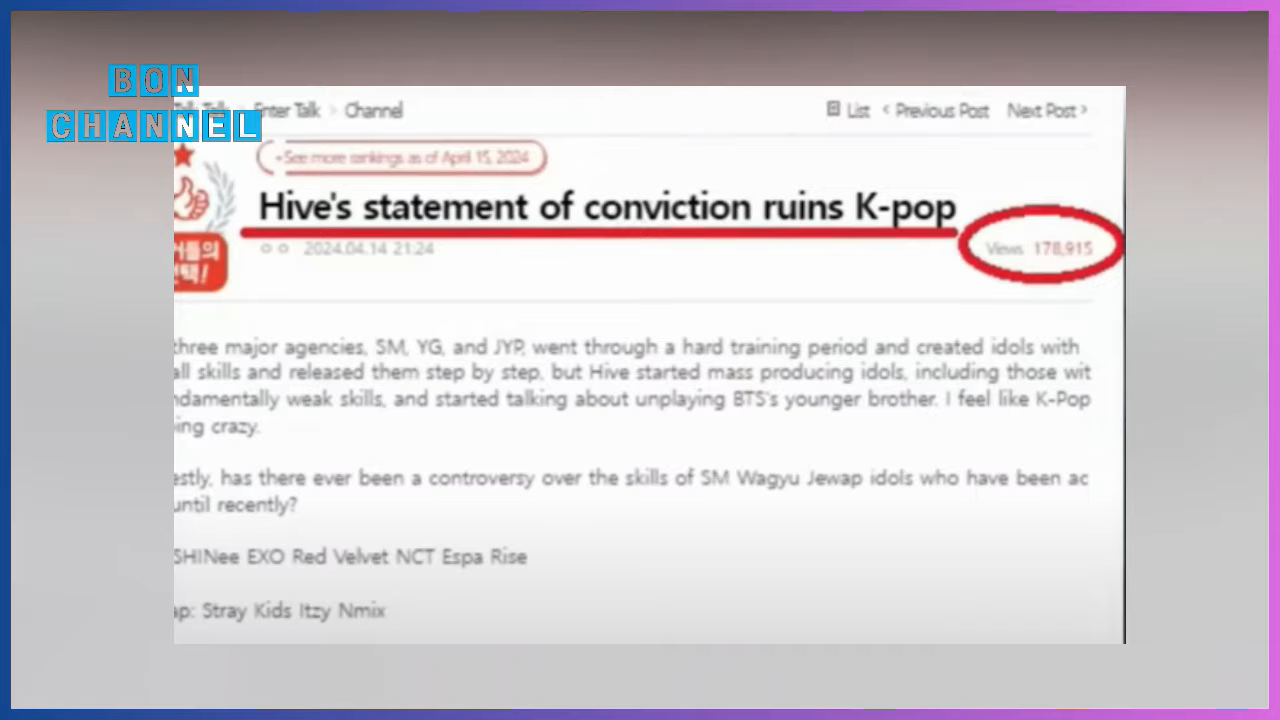 BON
CHANNEL
Enter Talk > Channel
List < Previous Post Next Post >
+See more rankings as of April 15, 2024
Hive's statement of conviction ruins K-pop
ㅇㅇ 2024.04.14 21:24
Views 178,915
three major agencies, SM, YG, and JYP, went through a hard training period and created idols with
all skills and released them step by step, but Hive started mass producing idols, including those wit
ndamentally weak skills, and started talking about unplaying BTS's younger brother. I feel like K-Pop
ing crazy.
estly, has there ever been a controversy over the skills of SM Wagyu Jewap idols who have been ac
until recently?
SHINee EXO Red Velvet NCT Espa Rise
ap: Stray Kids Itzy Nmix